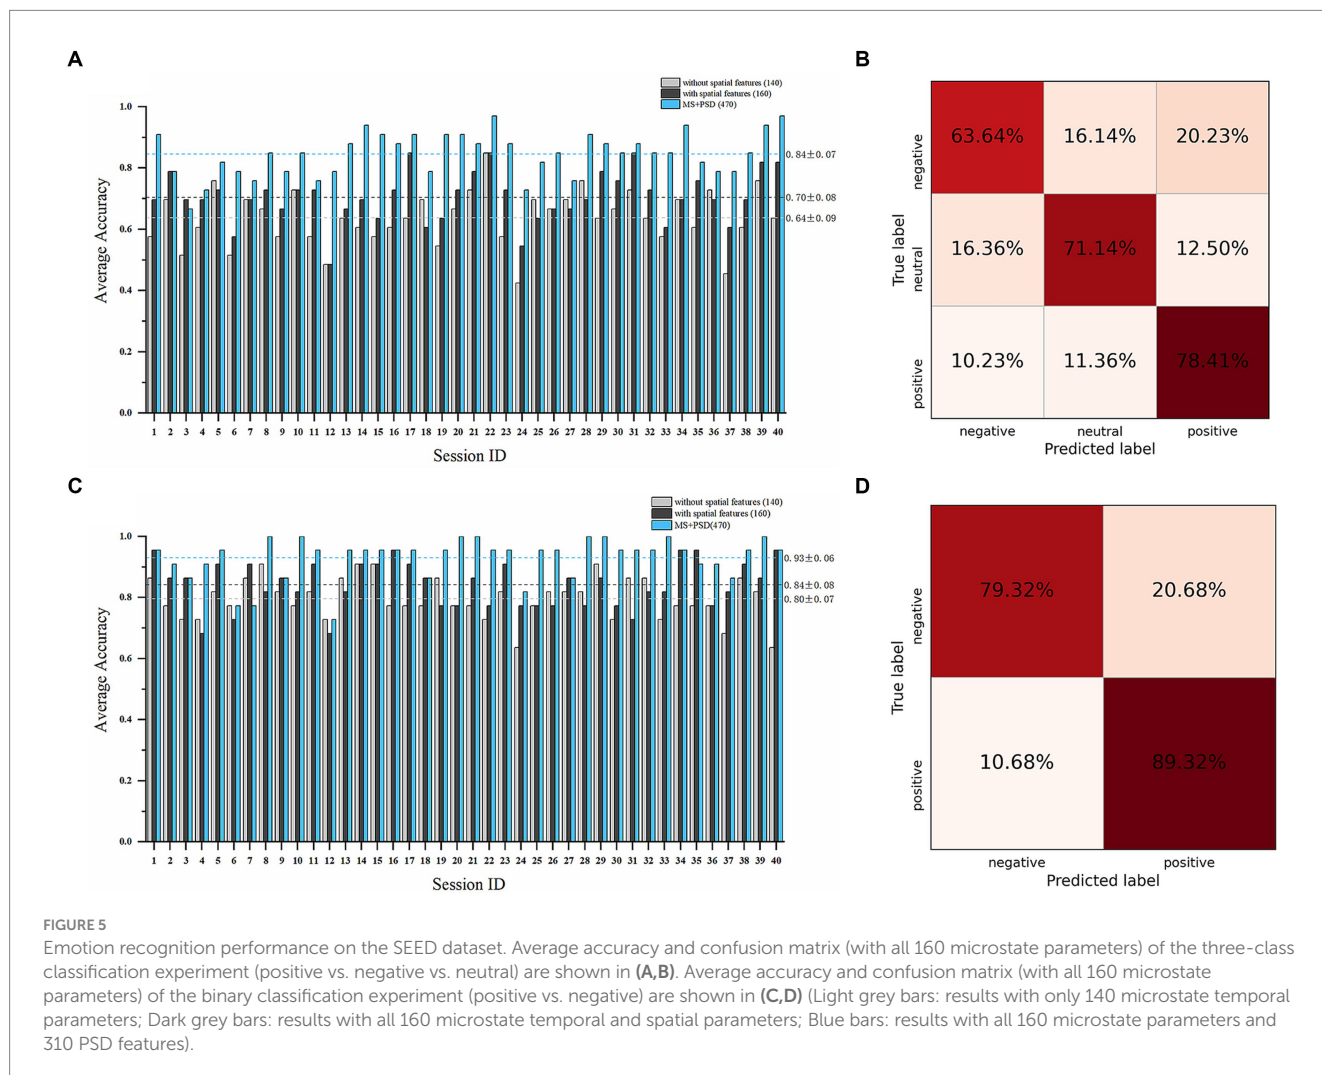 A
without spatial features (140)
with spatial features (160)
MS+PSD (470)
1.0
0.8
0.6
0.4
0.2
0.0
Average Accuracy
0.84±0.07
0.70±0.08
0.64±0.09
1 2 3 4 5 6 7 8 9 10 11 12 13 14 15 16 17 18 19 20 21 22 23 24 25 26 27 28 29 30 31 32 33 34 35 36 37 38 39 40
Session ID
B
63.64% 16.14% 20.23%
16.36% 71.14% 12.50%
10.23% 11.36% 78.41%
True label
negative
neutral
positive
negative neutral positive
Predicted label
C
without spatial features (140)
with spatial features (160)
MS+PSD(470)
1.0
0.8
0.6
0.4
0.2
0.0
Average Accuracy
0.93±0.06
0.84±0.08
0.80±0.07
1 2 3 4 5 6 7 8 9 10 11 12 13 14 15 16 17 18 19 20 21 22 23 24 25 26 27 28 29 30 31 32 33 34 35 36 37 38 39 40
Session ID
D
79.32% 20.68%
10.68% 89.32%
True label
negative
positive
negative positive
Predicted label
FIGURE 5
Emotion recognition performance on the SEED dataset. Average accuracy and confusion matrix (with all 160 microstate parameters) of the three-class
classification experiment (positive vs. negative vs. neutral) are shown in (A,B). Average accuracy and confusion matrix (with all 160 microstate
parameters) of the binary classification experiment (positive vs. negative) are shown in (C,D) (Light grey bars: results with only 140 microstate temporal
parameters; Dark grey bars: results with all 160 microstate temporal and spatial parameters; Blue bars: results with all 160 microstate parameters and
310 PSD features).